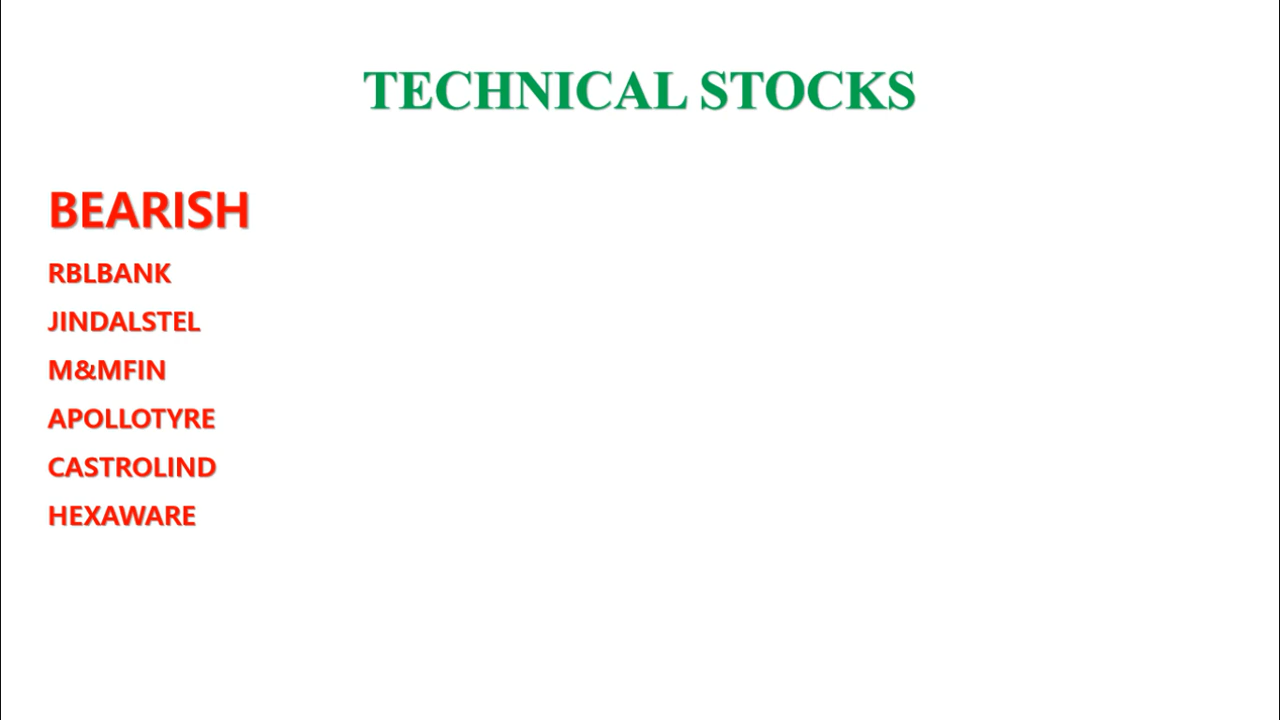 TECHNICAL STOCKS
BEARISH
RBLBANK
JINDALSTEL
M&MFIN
APOLLOTYRE
CASTROLIND
HEXAWARE